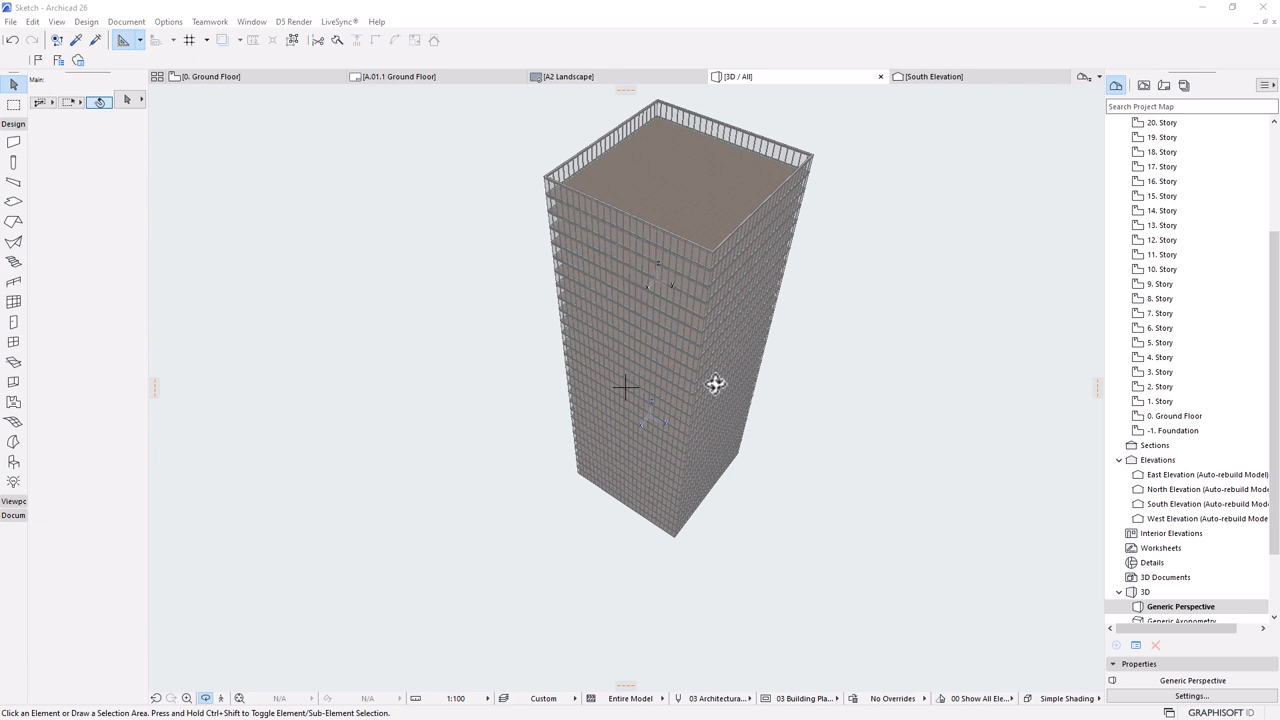 Sketch - Archicad 26
File Edit View Design Document Options Teamwork Window D5 Render LiveSync® Help
Main:
[0. Ground Floor] [A.01.1 Ground Floor] [A2 Landscape] [3D / All] [South Elevation]
Search Project Map
Design
20. Story
19. Story
18. Story
17. Story
16. Story
15. Story
14. Story
13. Story
12. Story
11. Story
10. Story
9. Story
8. Story
7. Story
6. Story
5. Story
4. Story
3. Story
2. Story
1. Story
0. Ground Floor
-1. Foundation
Sections
Elevations
East Elevation (Auto-rebuild Model)
North Elevation (Auto-rebuild Mode
South Elevation (Auto-rebuild Mode
West Elevation (Auto-rebuild Mode
Interior Elevations
Worksheets
Details
3D Documents
3D
Generic Perspective
Generic Axonometry
Viewpc
Docum
Properties
Generic Perspective
Settings...
N/A N/A 1:100 Custom Entire Model 03 Architectura... 03 Building Pla... No Overrides 00 Show All Ele... Simple Shading
Click an Element or Draw a Selection Area. Press and Hold Ctrl+Shift to Toggle Element/Sub-Element Selection.
GRAPHISOFT ID